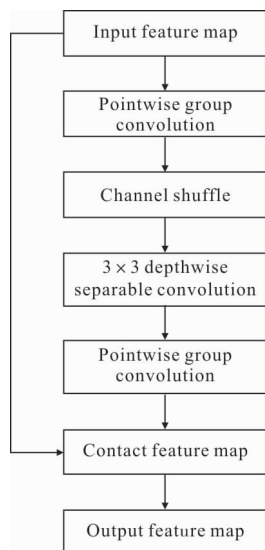 Input feature map
Pointwise group
convolution
Channel shuffle
3 × 3 depthwise
separable convolution
Pointwise group
convolution
Contact feature map
Output feature map